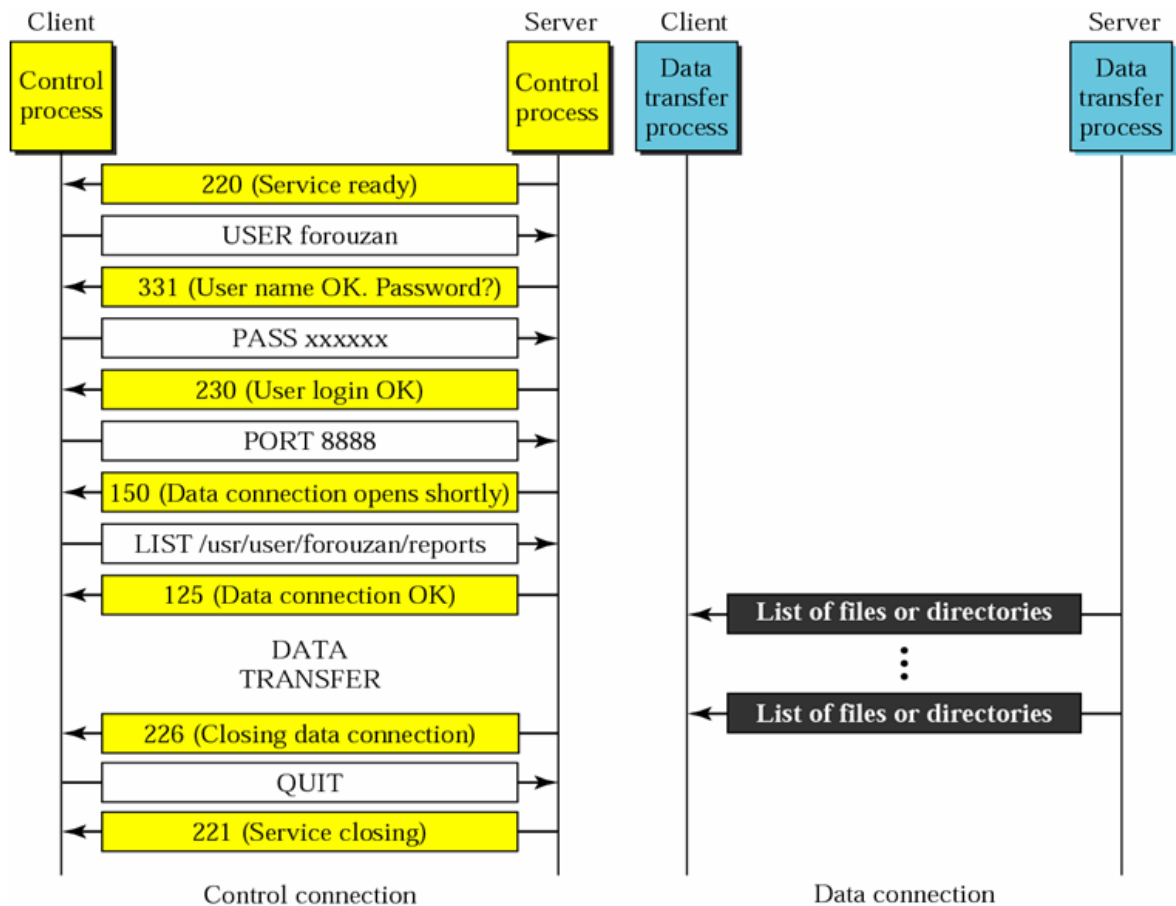 Client
Server
Client
Server
Control
process
Control
process
Data
transfer
process
Data
transfer
process
220 (Service ready)
USER forouzan
331 (User name OK. Password?)
PASS xxxxxx
230 (User login OK)
PORT 8888
150 (Data connection opens shortly)
LIST /usr/user/forouzan/reports
125 (Data connection OK)
List of files or directories
DATA
TRANSFER
List of files or directories
226 (Closing data connection)
QUIT
221 (Service closing)
Control connection
Data connection